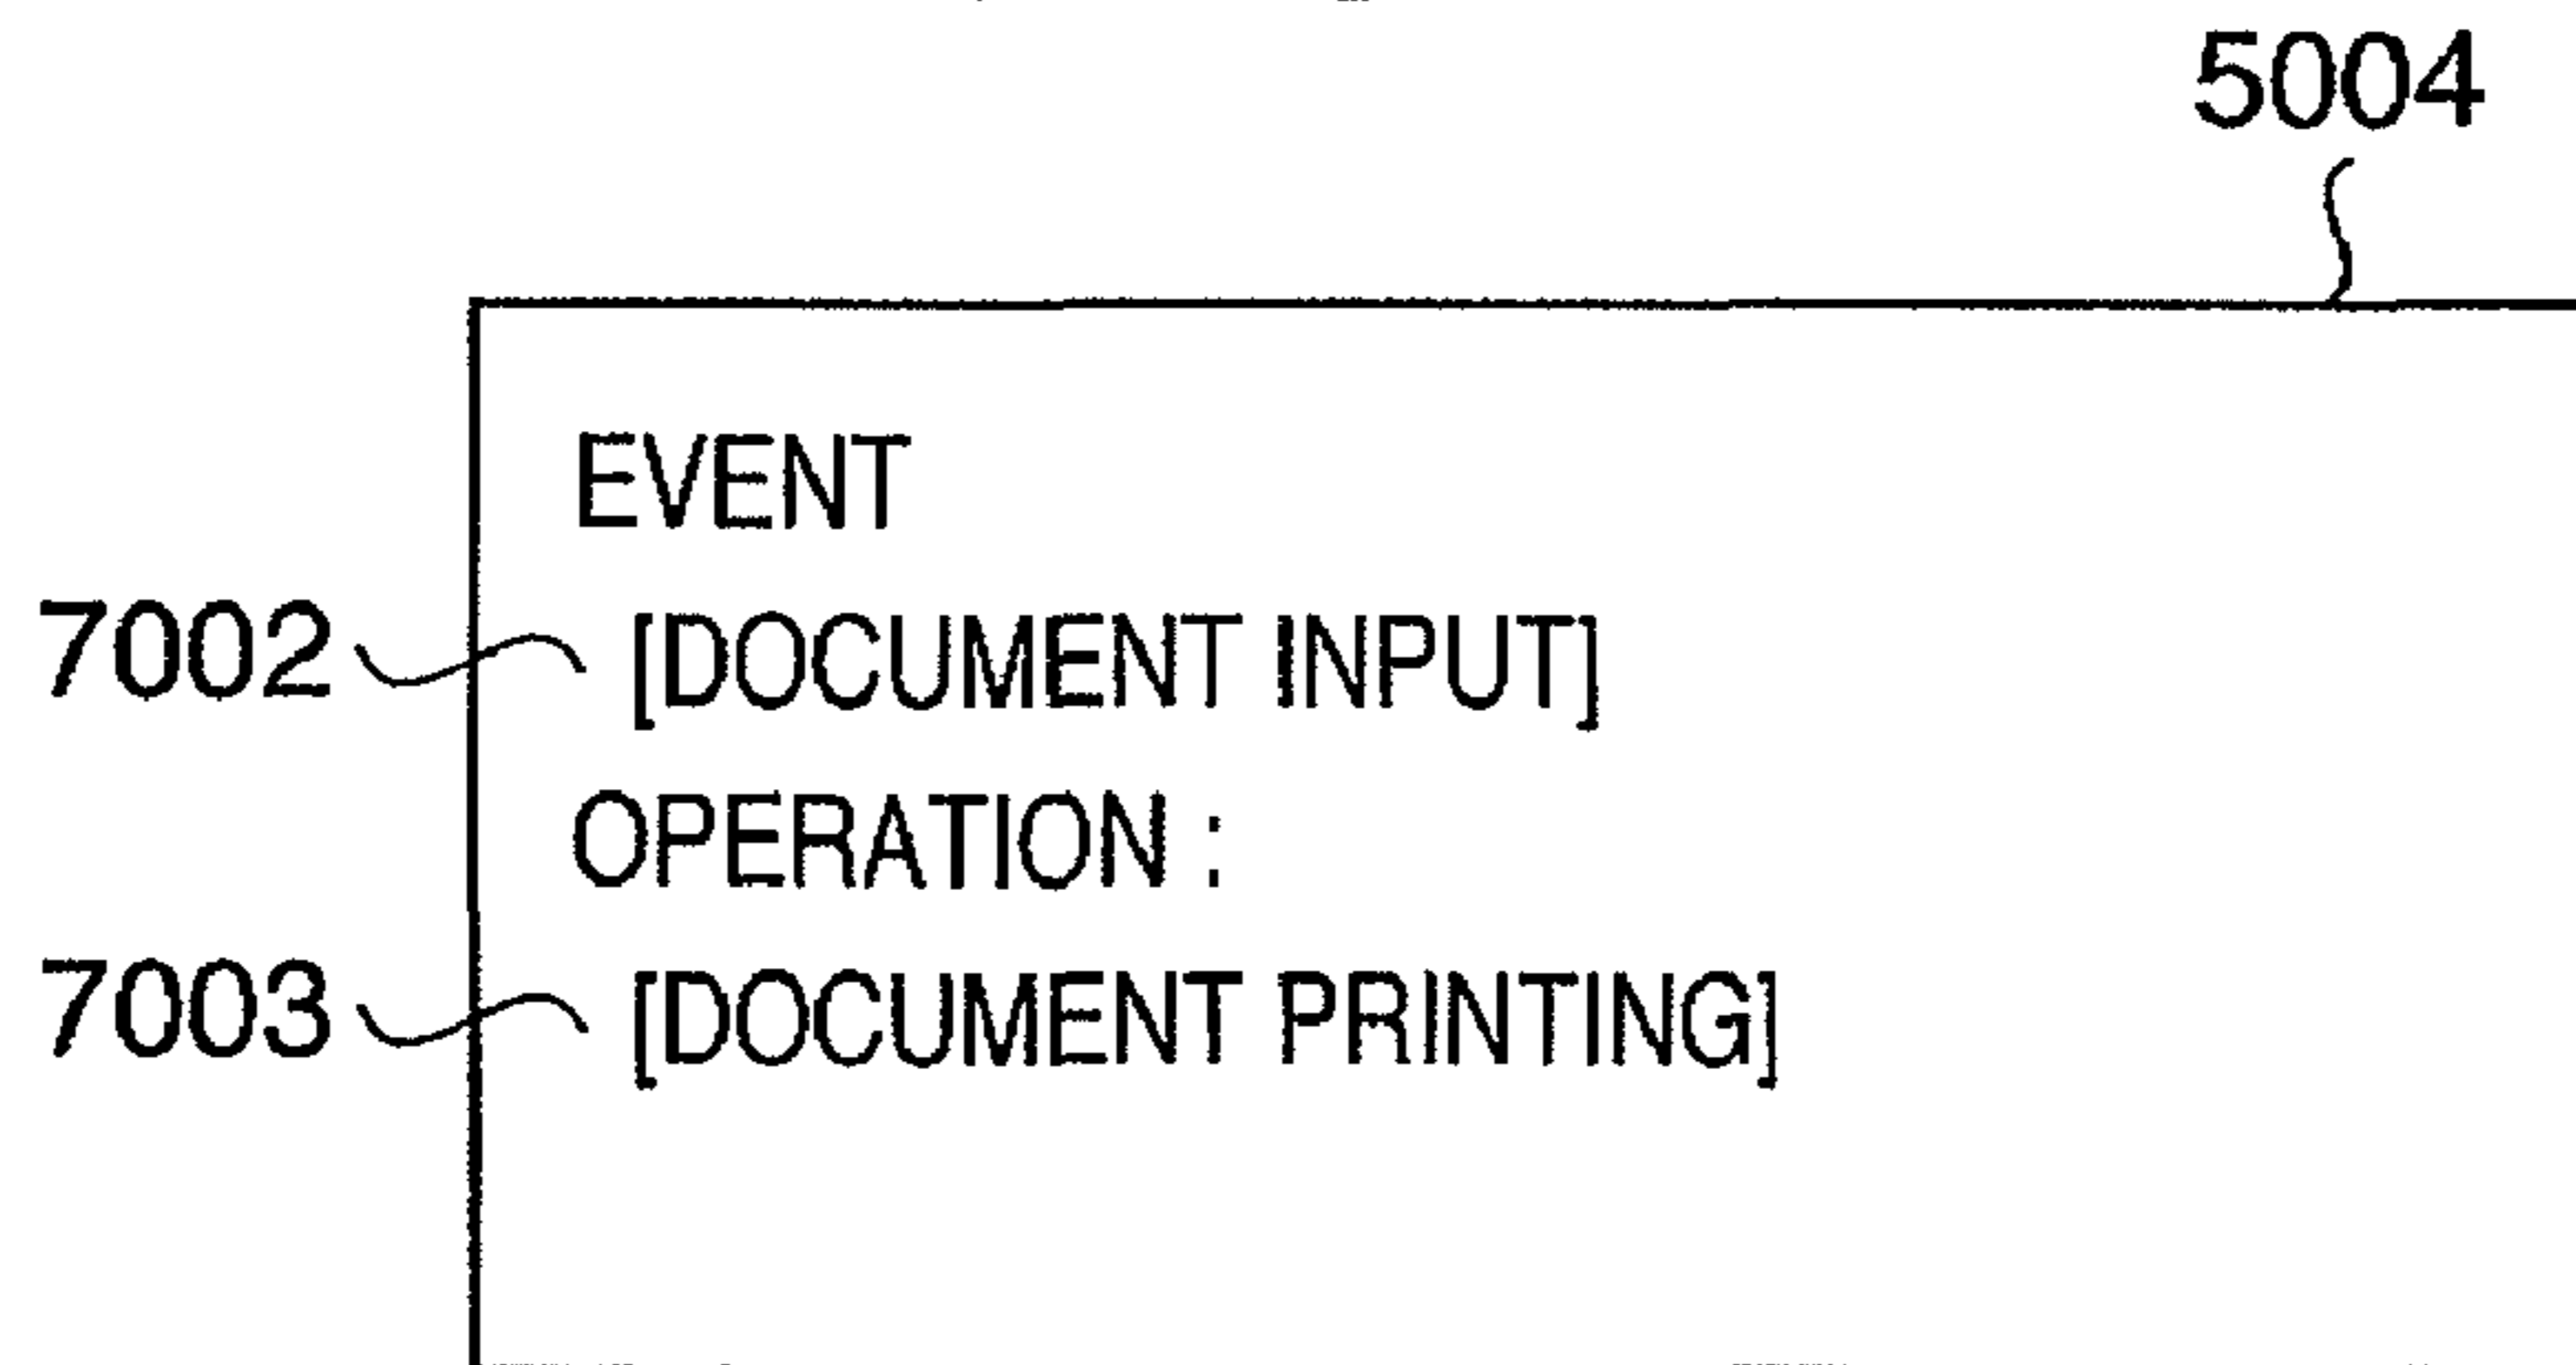 5004
EVENT
7002 [DOCUMENT INPUT]
OPERATION :
7003 [DOCUMENT PRINTING]